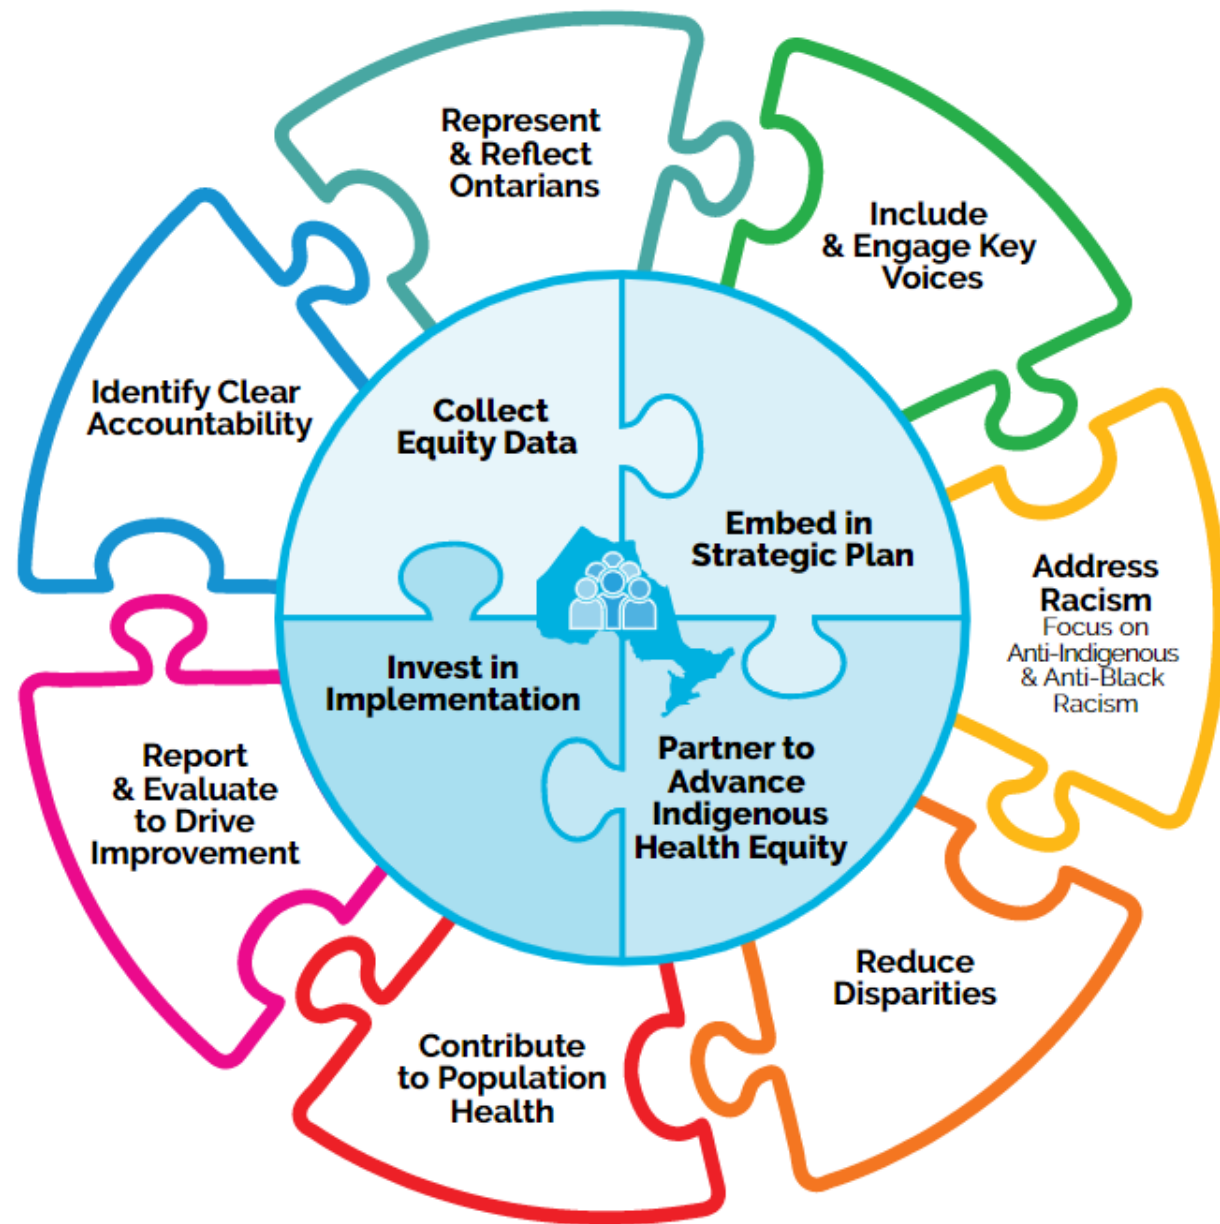 Represent
& Reflect
Ontarians
Include
& Engage Key
Voices
Identify Clear
Accountability
Collect
Equity Data
Embed in
Strategic Plan
Address
Racism
Focus on
Anti-Indigenous
& Anti-Black
Racism
Invest in
Implementation
Partner to
Advance
Indigenous
Health Equity
Report
& Evaluate
to Drive
Improvement
Reduce
Disparities
Contribute
to Population
Health